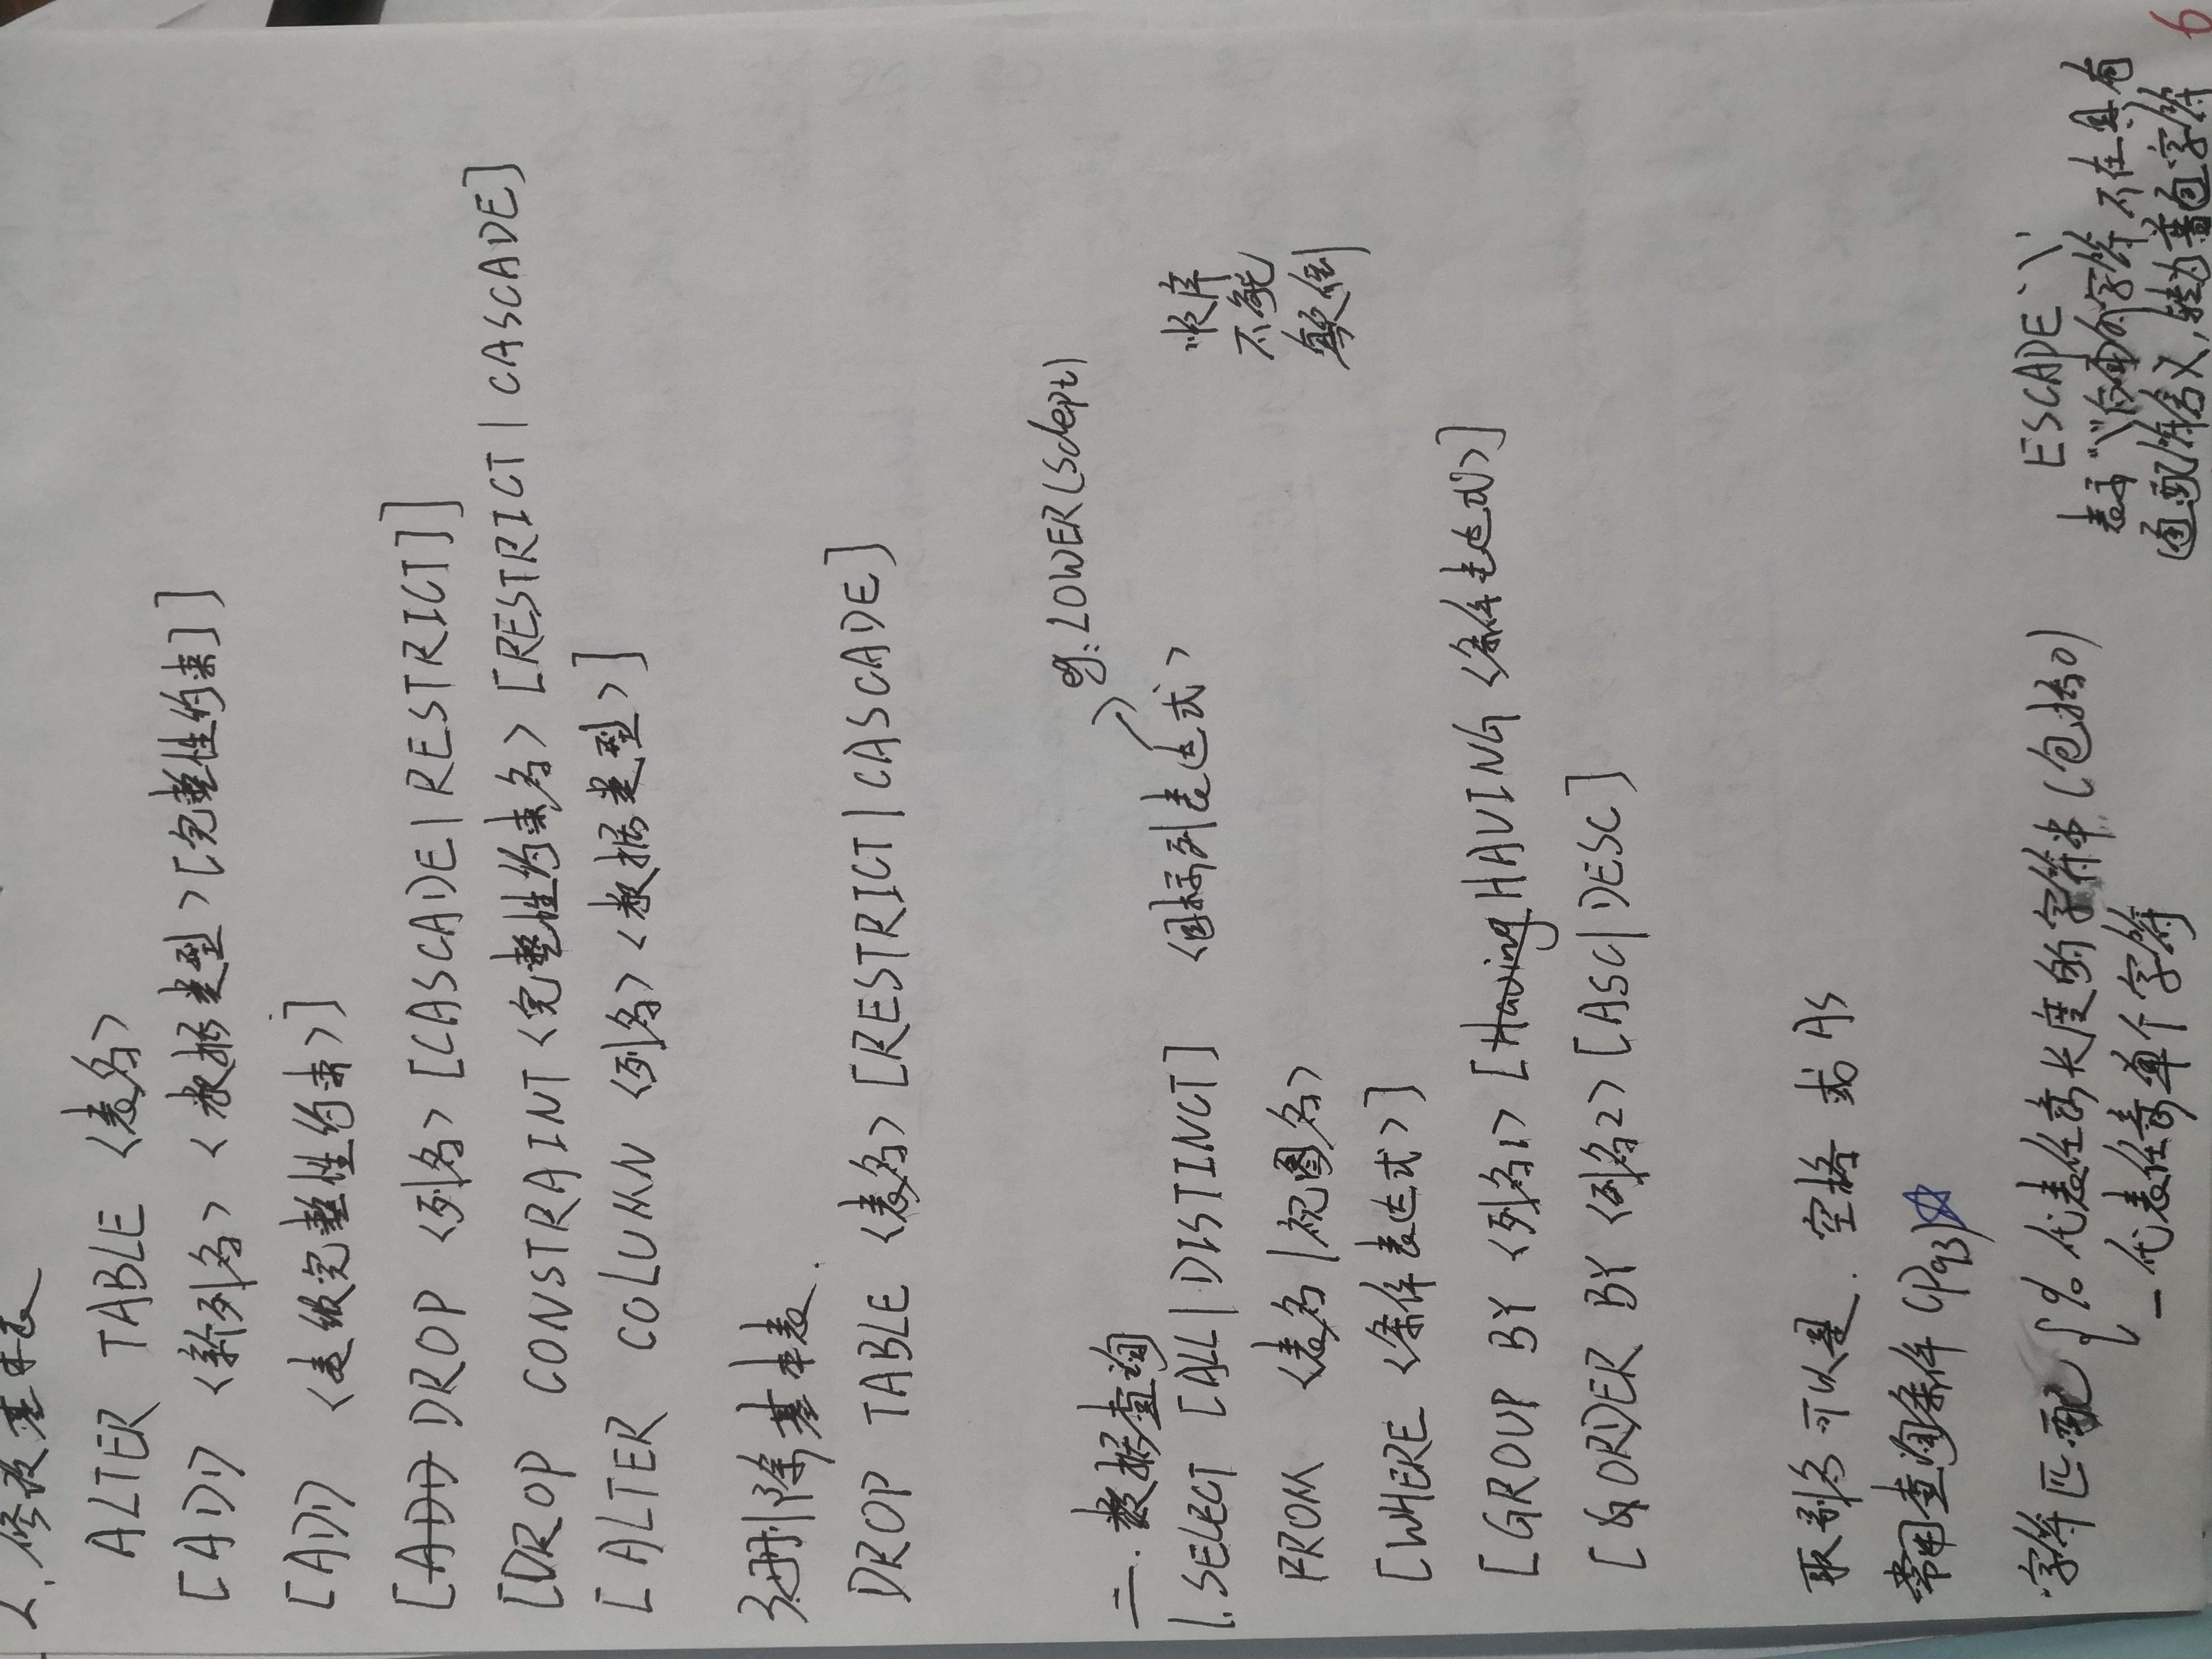 2. 修改基本表
ALTER TABLE <表名>
[ADD <新列名> <数据类型> [完整性约束]]
[ADD <表级完整性约束>]
[ADD DROP <列名> [CASCADE|RESTRICT]]
[DROP CONSTRAINT <完整性约束名> [RESTRICT|CASCADE]
[ALTER COLUMN <列名> <数据类型>]
3. 删除基本表.
DROP TABLE <表名> [RESTRICT|CASCADE]
二. 数据查询
eg: LOWER(Sdept)
1. SELECT [ALL|DISTINCT] <目标列表达式>
FROM <表名|视图名>
[WHERE <条件表达式>]
[GROUP BY <列名1> [Having HAVING <条件表达式>]
[ORDER BY <列名2> [ASC|DESC]
顺序
不能
颠倒
取别名可以是. 空格 或 AS
常用查询条件 (P93)
字符匹配 { % 代表任意长度的字符串 (包括0)
_ 代表任意单个字符
ESCAPE '\'
表示"\"后面的字符不在具有
通配符含义,转为普通字符
6